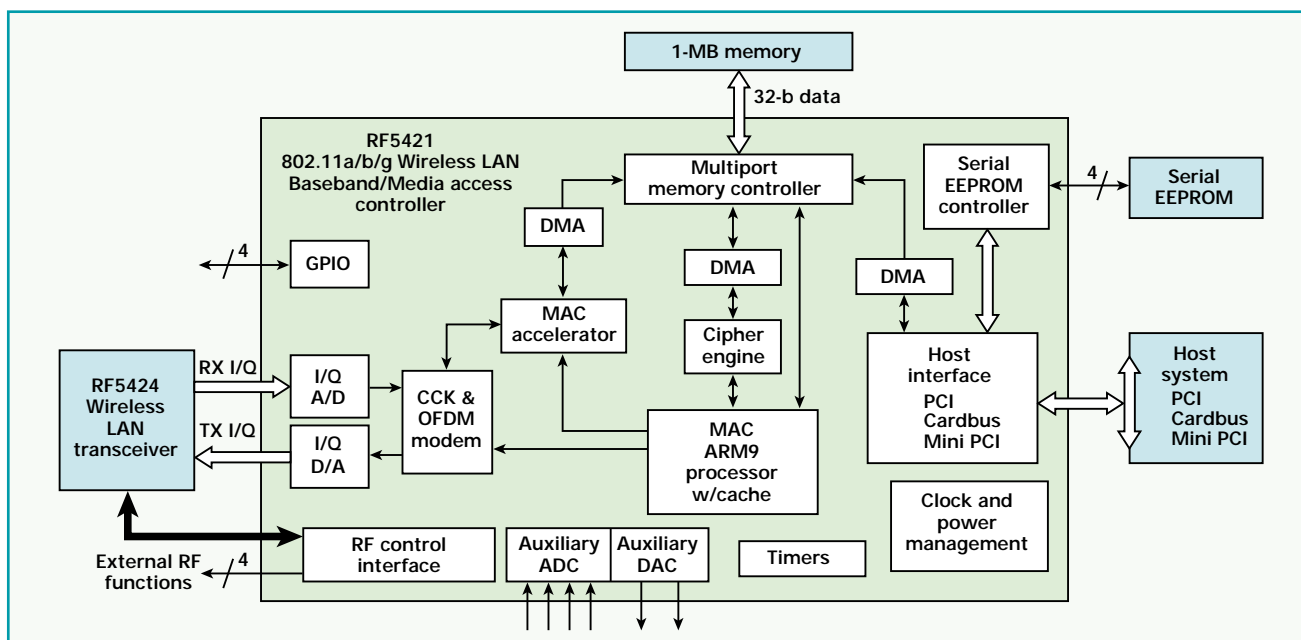 1-MB memory
32-b data
RF5421
802.11a/b/g Wireless LAN
Baseband/Media access
controller
Multiport
memory controller
Serial
EEPROM
controller
4
Serial
EEPROM
DMA
4
GPIO
DMA
DMA
MAC
accelerator
Cipher
engine
RX I/Q
RF5424
Wireless
LAN
transceiver
TX I/Q
I/Q
A/D
I/Q
D/A
CCK &
OFDM
modem
MAC
ARM9
processor
w/cache
Host
interface
PCI
Cardbus
Mini PCI
Host
system
PCI
Cardbus
Mini PCI
Clock and
power
management
External RF
functions
4
RF control
interface
Auxiliary
ADC
Auxiliary
DAC
Timers